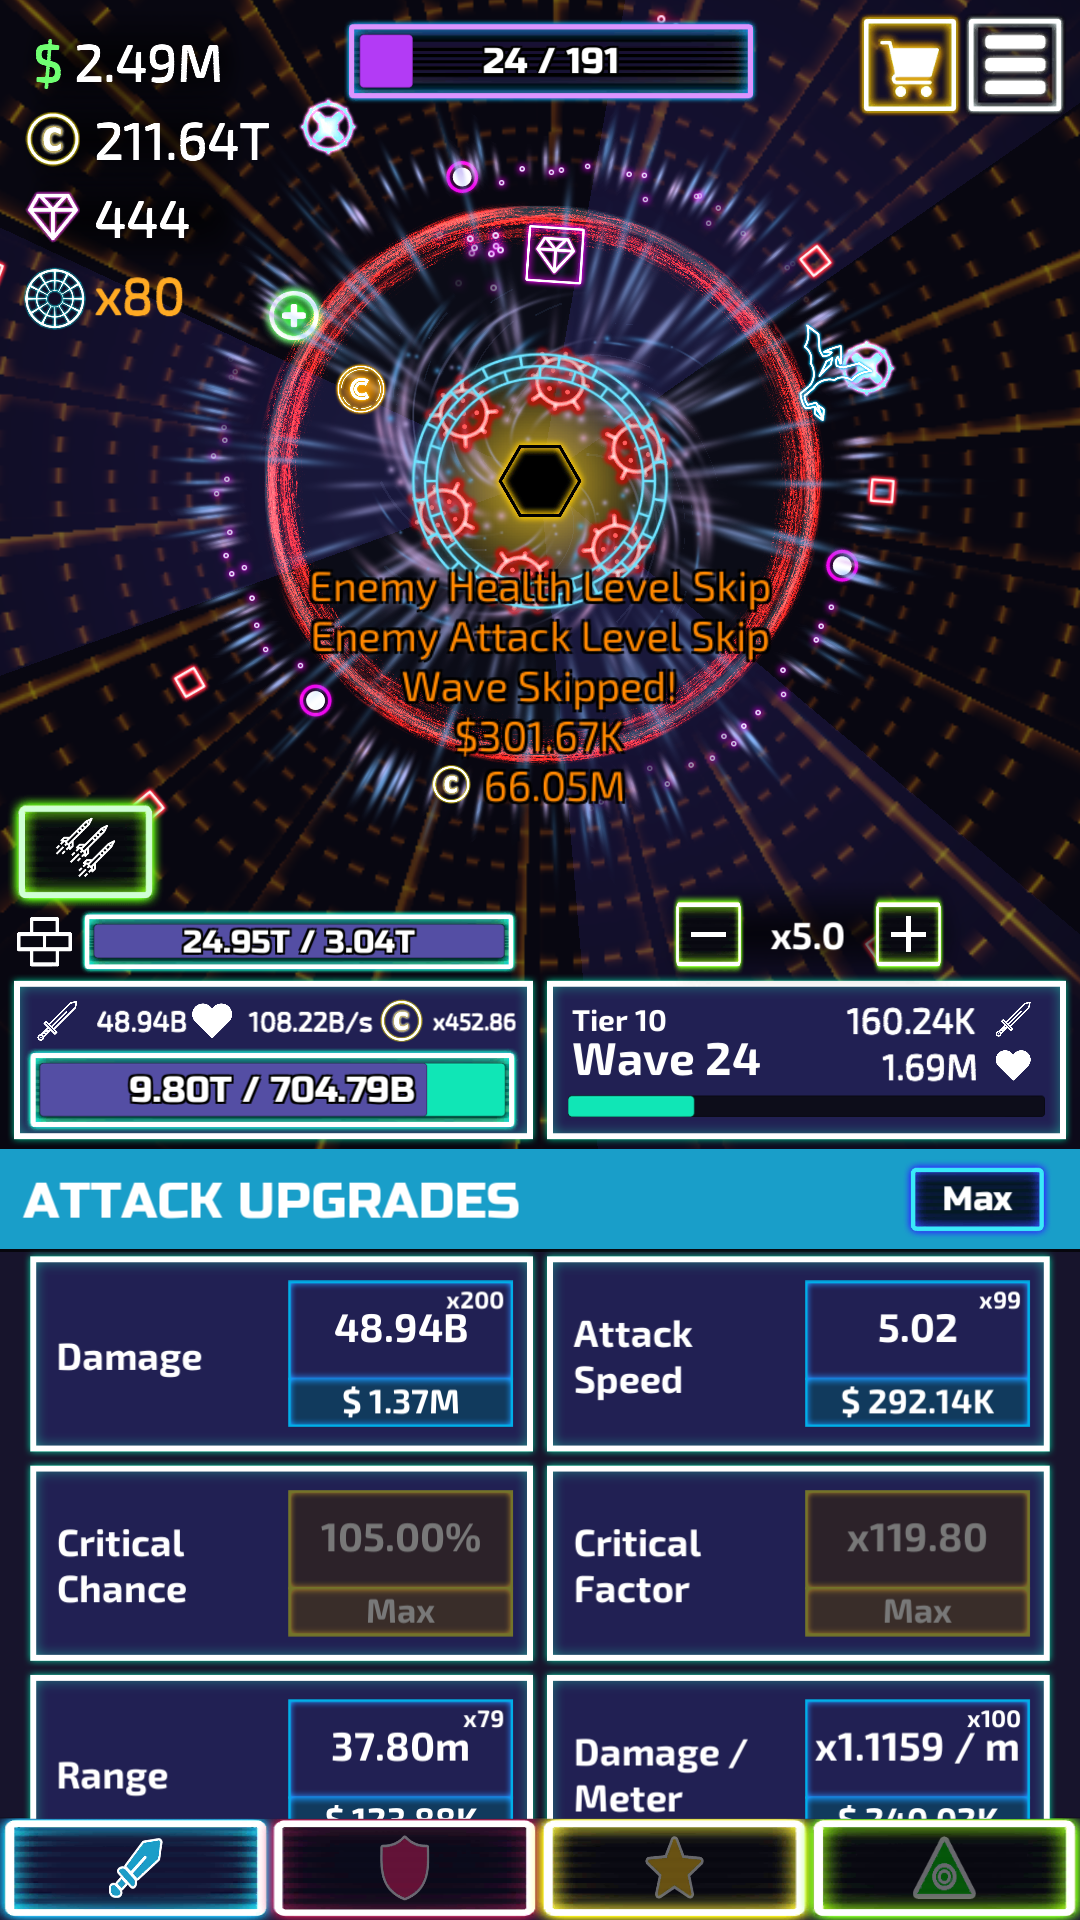 $ 2.49M
24 / 191
C 211.64T
444
x80
C
Enemy Health Level Skip
Enemy Attack Level Skip
Wave Skipped!
$301.67K
C 66.05M
24.95T / 3.04T
x5.0
48.94B 108.22B/s C x452.86
9.80T / 704.79B
Tier 10 160.24K
Wave 24 1.69M
ATTACK UPGRADES
Max
Damage
x200
48.94B
$ 1.37M
Attack
Speed
x99
5.02
$ 292.14K
Critical
Chance
105.00%
Max
Critical
Factor
x119.80
Max
Range
x79
37.80m
$ 123.88K
Damage /
Meter
x100
x1.1159 / m
$ 240.02K